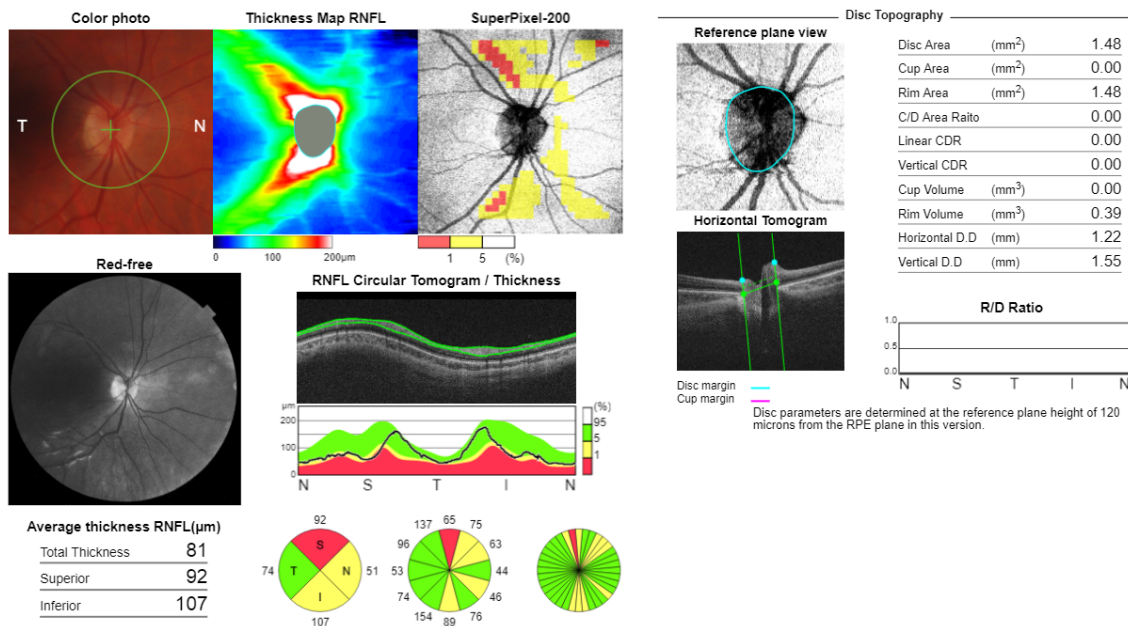 Color photo
Thickness Map RNFL
SuperPixel-200
T
N
0 100 200μm
1 5 (%)
Red-free
RNFL Circular Tomogram / Thickness
μm
200
100
0
N S T I N
(%)
95
5
1
Average thickness RNFL(μm)
Total Thickness 81
Superior 92
Inferior 107
92
74 S T N I 51
107
137 65 75
96 63
53 44
74 46
154 89 76
Disc Topography
Reference plane view
Horizontal Tomogram
Disc margin
Cup margin
Disc Area (mm²) 1.48
Cup Area (mm²) 0.00
Rim Area (mm²) 1.48
C/D Area Raito 0.00
Linear CDR 0.00
Vertical CDR 0.00
Cup Volume (mm³) 0.00
Rim Volume (mm³) 0.39
Horizontal D.D (mm) 1.22
Vertical D.D (mm) 1.55
R/D Ratio
1.0
0.5
0.0
N S T I N
Disc parameters are determined at the reference plane height of 120
microns from the RPE plane in this version.